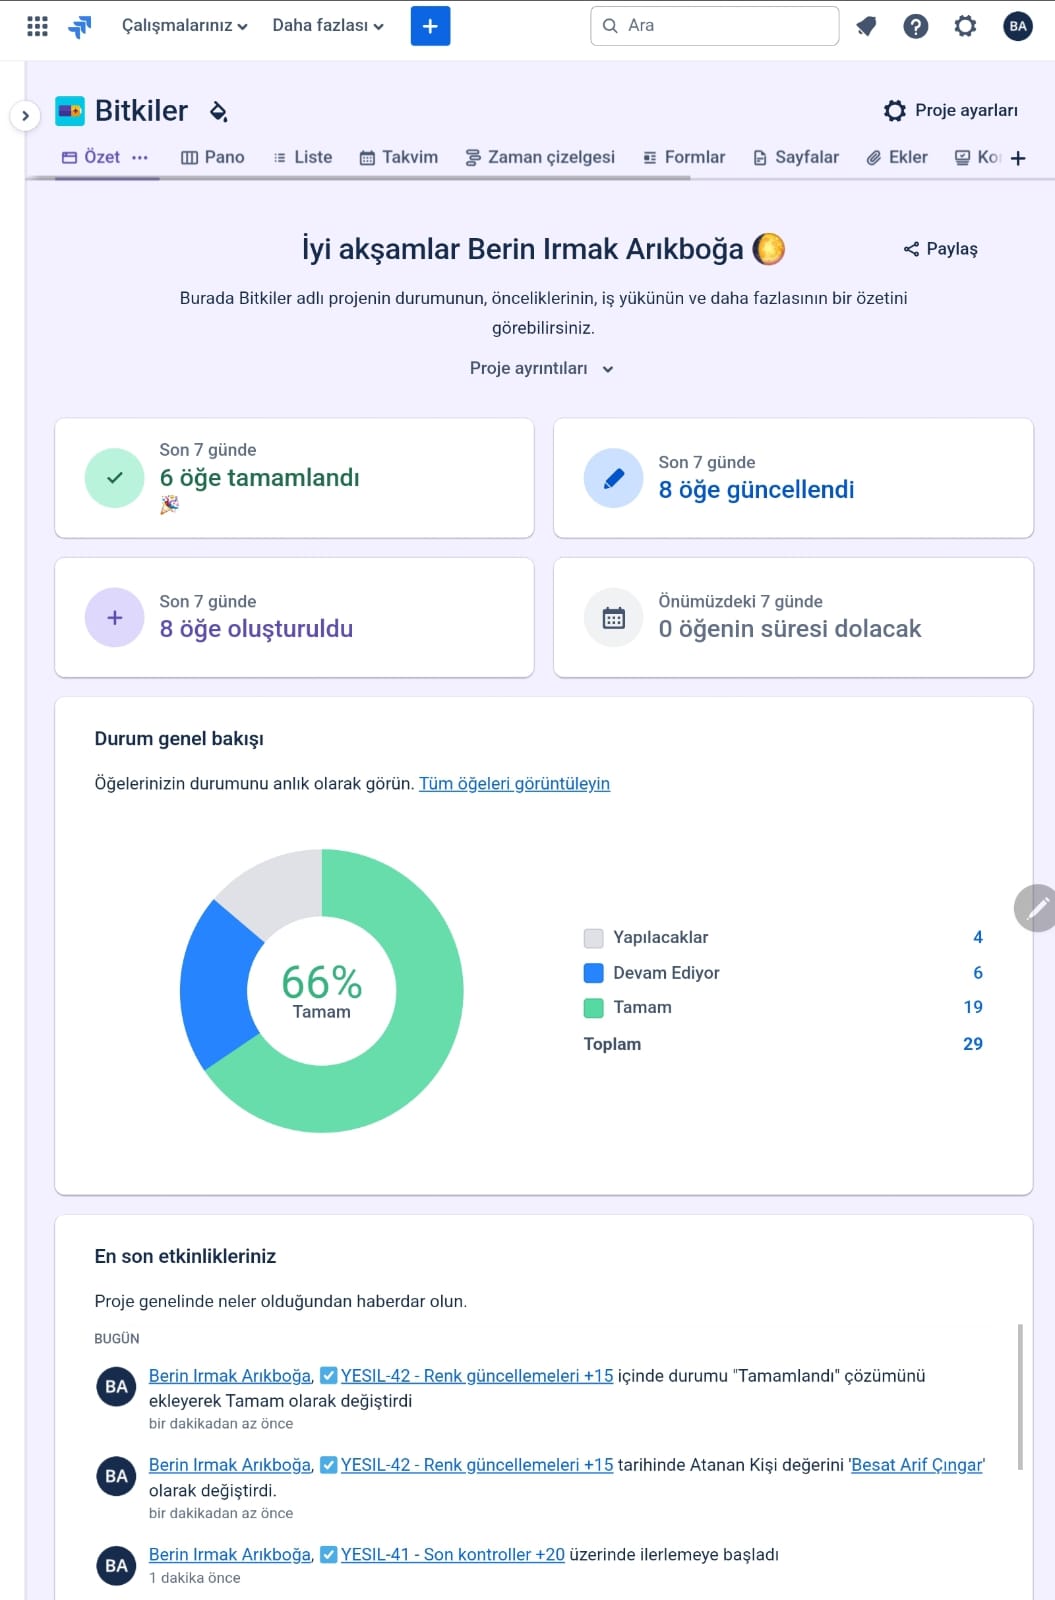 Çalışmalarınız Daha fazlası + Ara BA
Bitkiler Proje ayarları
Özet Pano Liste Takvim Zaman çizelgesi Formlar Sayfalar Ekler
İyi akşamlar Berin Irmak Arıkboğa Paylaş
Burada Bitkiler adlı projenin durumunun, önceliklerinin, iş yükünün ve daha fazlasının bir özetini
görebilirsiniz.
Proje ayrıntıları
Son 7 günde
6 öğe tamamlandı
Son 7 günde
8 öğe güncellendi
Son 7 günde
8 öğe oluşturuldu
Önümüzdeki 7 günde
0 öğenin süresi dolacak
Durum genel bakışı
Öğelerinizin durumunu anlık olarak görün. Tüm öğeleri görüntüleyin
66%
Tamam
Yapılacaklar 4
Devam Ediyor 6
Tamam 19
Toplam 29
En son etkinlikleriniz
Proje genelinde neler olduğundan haberdar olun.
BUGÜN
BA
Berin Irmak Arıkboğa, YESIL-42 - Renk güncellemeleri +15 içinde durumu "Tamamlandı" çözümünü
ekleyerek Tamam olarak değiştirdi
bir dakikadan az önce
BA
Berin Irmak Arıkboğa, YESIL-42 - Renk güncellemeleri +15 tarihinde Atanan Kişi değerini 'Besat Arif Çıngar'
olarak değiştirdi.
bir dakikadan az önce
BA
Berin Irmak Arıkboğa, YESIL-41 - Son kontroller +20 üzerinde ilerlemeye başladı
1 dakika önce